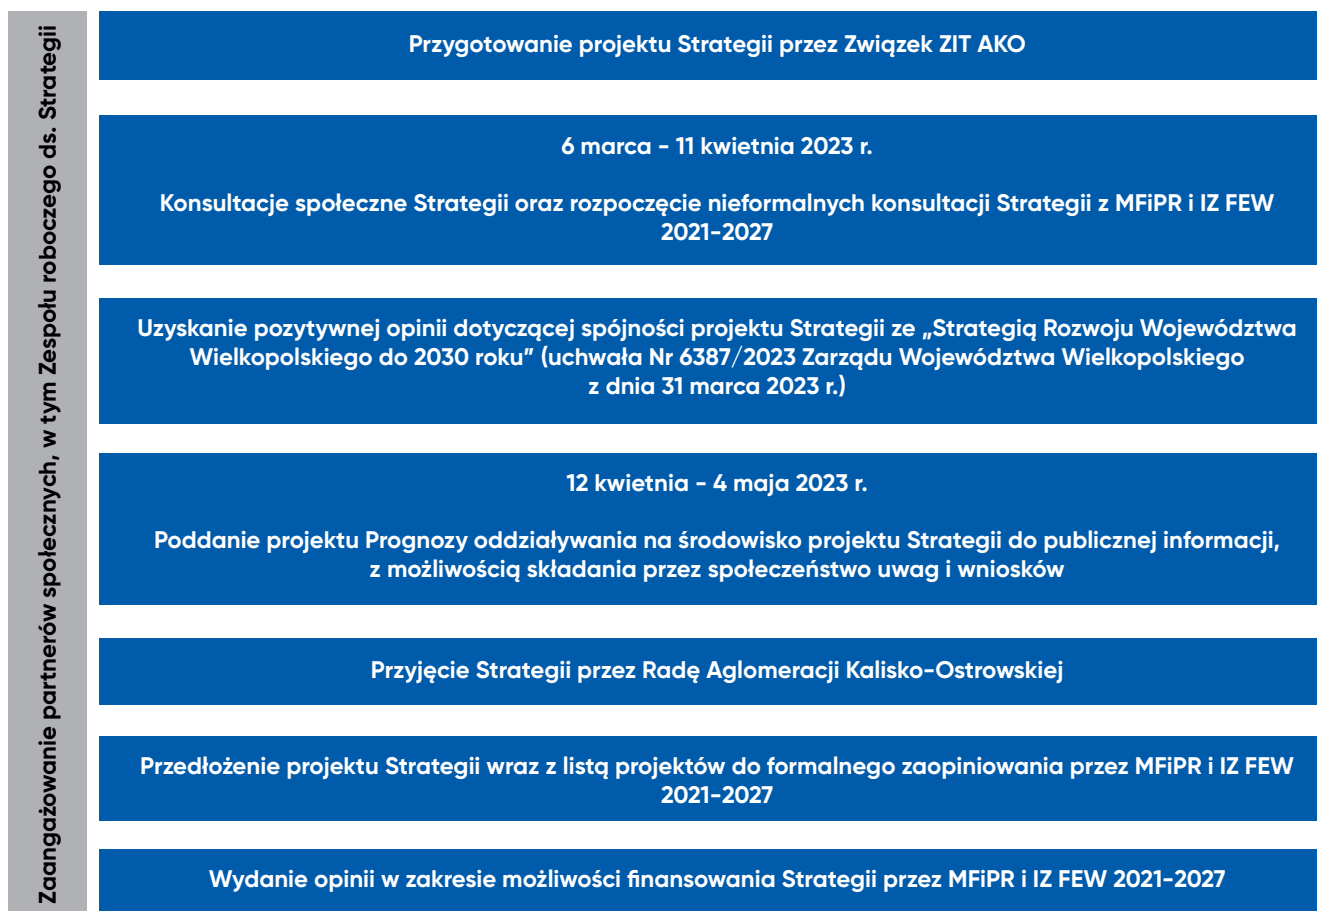 Zaangażowanie partnerów społecznych, w tym Zespołu roboczego ds. Strategii
Przygotowanie projektu Strategii przez Związek ZIT AKO
6 marca - 11 kwietnia 2023 r.
Konsultacje społeczne Strategii oraz rozpoczęcie nieformalnych konsultacji Strategii z MFiPR i IZ FEW
2021-2027
Uzyskanie pozytywnej opinii dotyczącej spójności projektu Strategii ze „Strategią Rozwoju Województwa
Wielkopolskiego do 2030 roku” (uchwała Nr 6387/2023 Zarządu Województwa Wielkopolskiego
z dnia 31 marca 2023 r.)
12 kwietnia - 4 maja 2023 r.
Poddanie projektu Prognozy oddziaływania na środowisko projektu Strategii do publicznej informacji,
z możliwością składania przez społeczeństwo uwag i wniosków
Przyjęcie Strategii przez Radę Aglomeracji Kalisko-Ostrowskiej
Przedłożenie projektu Strategii wraz z listą projektów do formalnego zaopiniowania przez MFiPR i IZ FEW
2021-2027
Wydanie opinii w zakresie możliwości finansowania Strategii przez MFiPR i IZ FEW 2021-2027